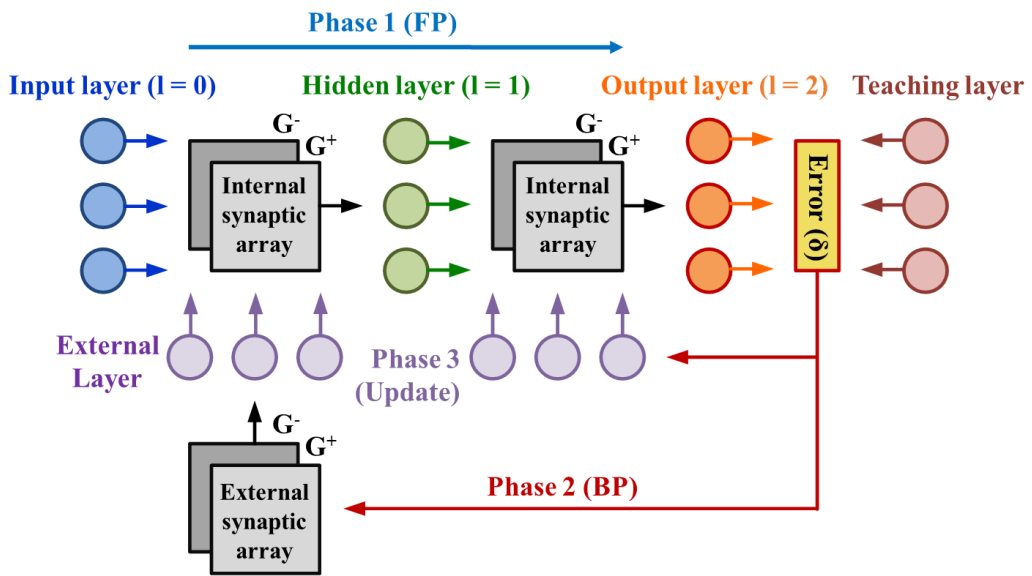 Phase 1 (FP)
Input layer (l = 0)
Hidden layer (l = 1)
Output layer (l = 2)
Teaching layer
G-
G+
Internal
synaptic
array
G-
G+
Internal
synaptic
array
Error (δ)
External
Layer
Phase 3
(Update)
G-
G+
External
synaptic
array
Phase 2 (BP)